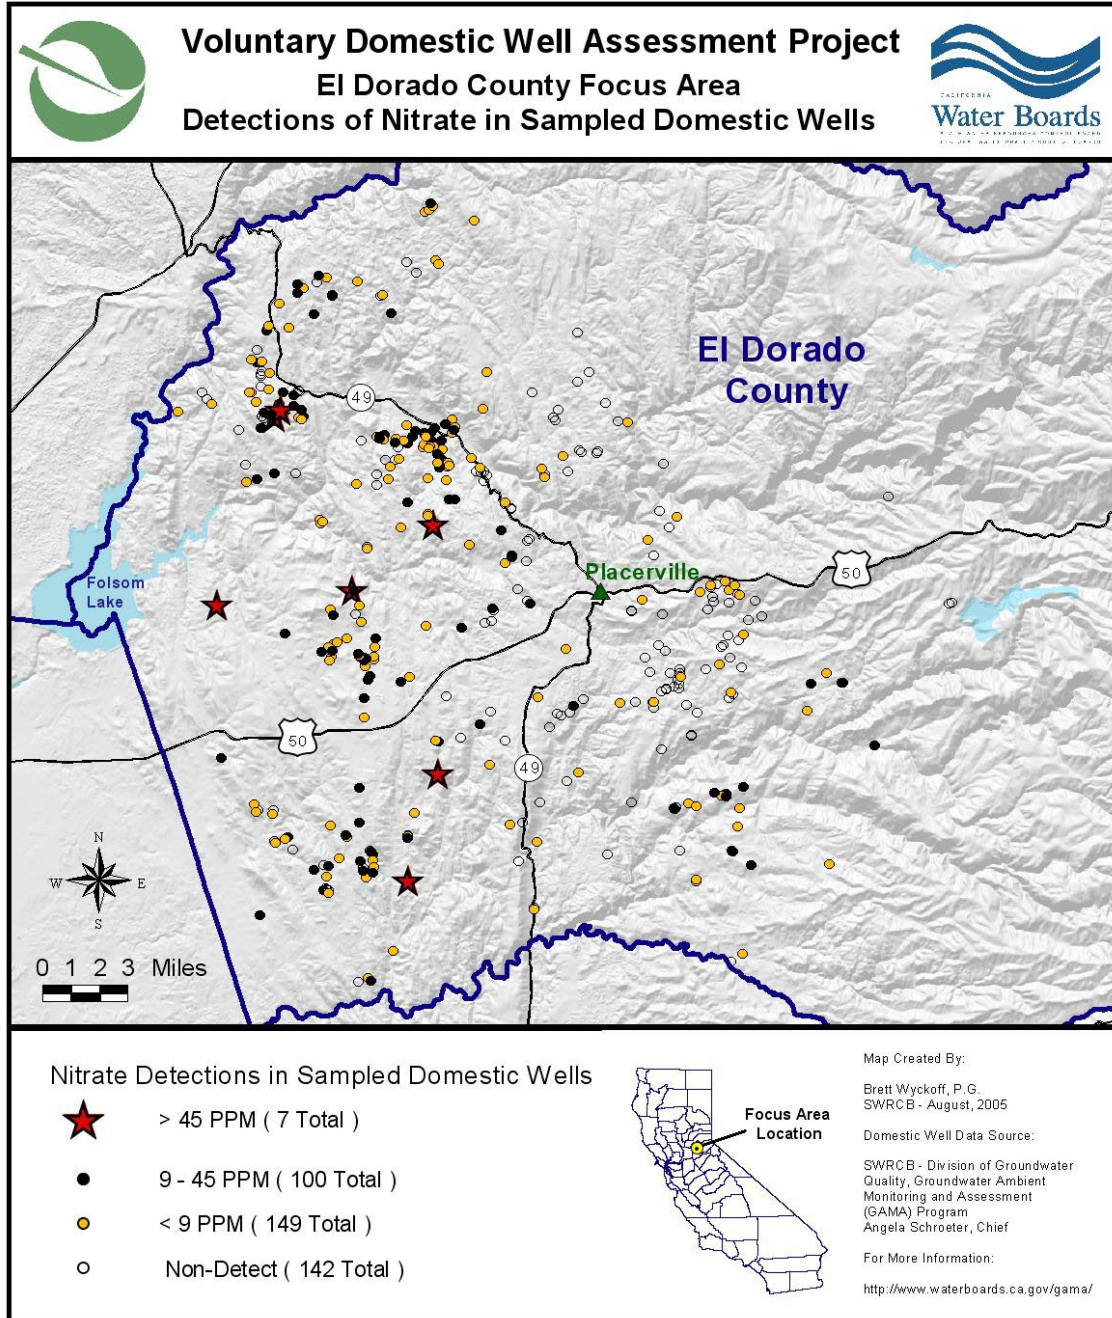 Voluntary Domestic Well Assessment Project
El Dorado County Focus Area
Detections of Nitrate in Sampled Domestic Wells
CALIFORNIA
Water Boards
El Dorado
County
49
Placerville
50
Folsom
Lake
50
49
N
W E
S
0 1 2 3 Miles
Nitrate Detections in Sampled Domestic Wells
> 45 PPM ( 7 Total )
9 - 45 PPM ( 100 Total )
< 9 PPM ( 149 Total )
Non-Detect ( 142 Total )
Focus Area
Location
Map Created By:
Brett Wyckoff, P.G.
SWRCB - August, 2005
Domestic Well Data Source:
SWRCB - Division of Groundwater
Quality, Groundwater Ambient
Monitoring and Assessment
(GAMA) Program
Angela Schroeter, Chief
For More Information:
http://www.waterboards.ca.gov/gama/